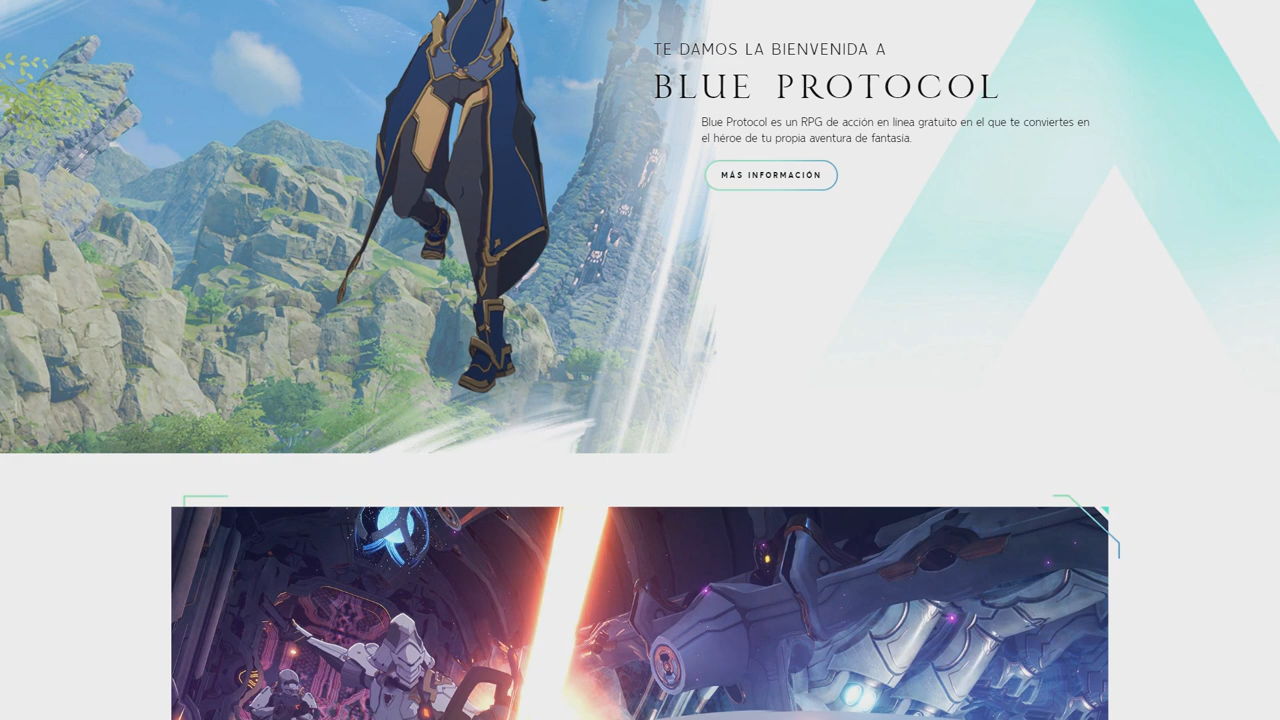 TE DAMOS LA BIENVENIDA A
BLUE PROTOCOL
Blue Protocol es un RPG de acción en línea gratuito en el que te conviertes en
el héroe de tu propia aventura de fantasía.
MÁS INFORMACIÓN